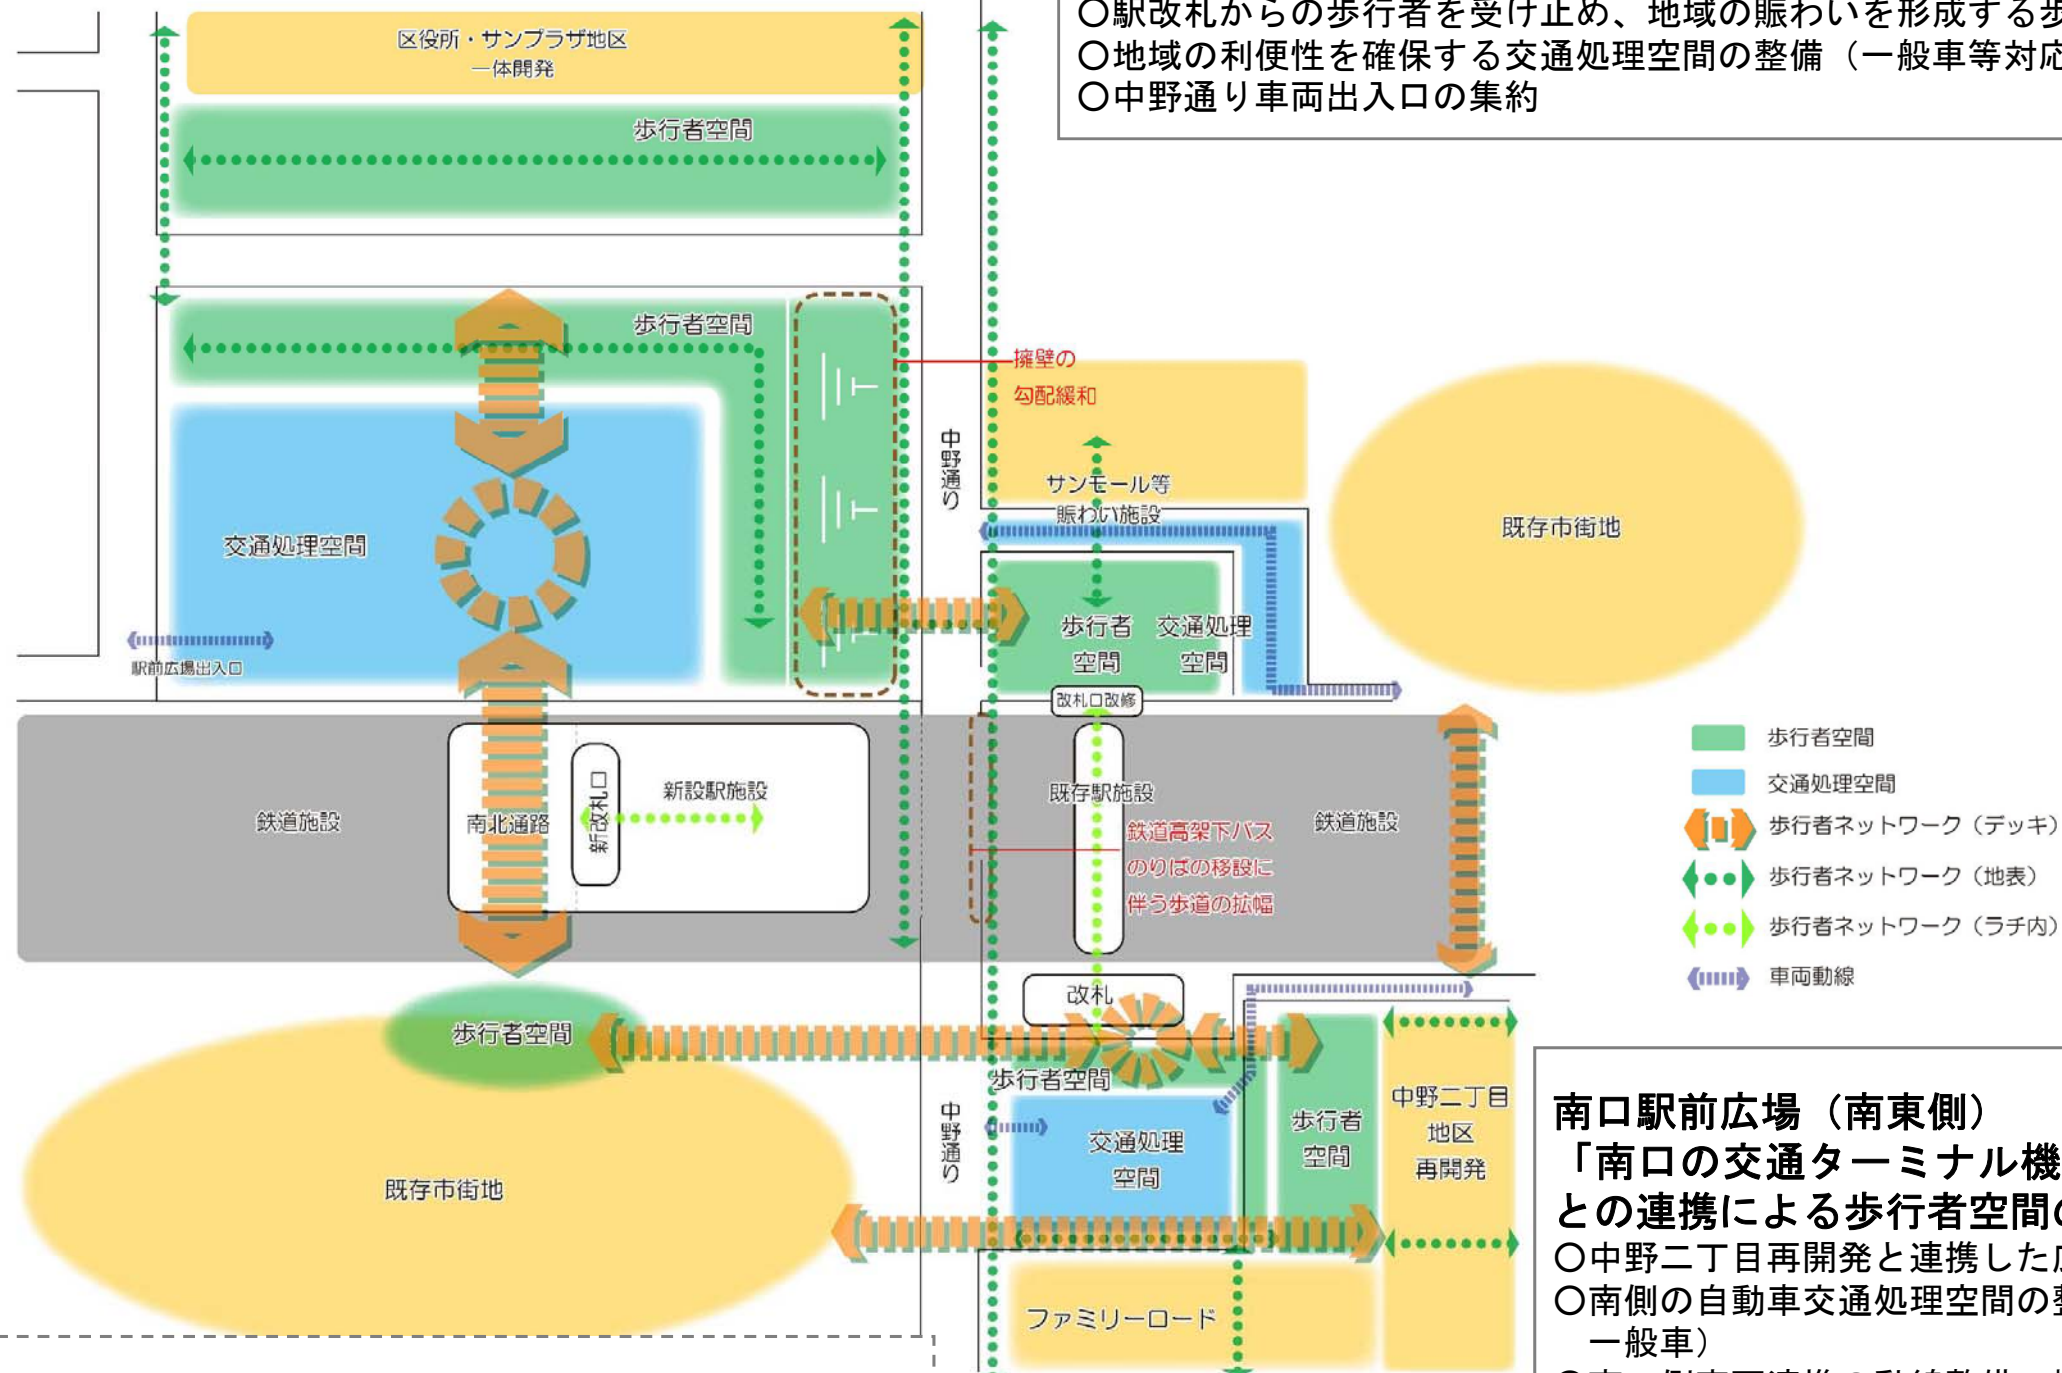 〇駅改札からの歩行者を受け止め、地域の賑わいを形成する歩
〇地域の利便性を確保する交通処理空間の整備（一般車等対応
〇中野通り車両出入口の集約
区役所・サンプラザ地区
一体開発
歩行者空間
歩行者空間
擁壁の
勾配緩和
中野通り
サンモール等
賑わい施設
既存市街地
交通処理空間
歩行者
空間
交通処理
空間
駅前広場出入口
改札口改修
鉄道施設
南北通路
新改札口
新設駅施設
既存駅施設
鉄道高架下バス
のりばの移設に
伴う歩道の拡幅
鉄道施設
歩行者空間
交通処理空間
歩行者ネットワーク（デッキ）
歩行者ネットワーク（地表）
歩行者ネットワーク（ラチ内）
車両動線
改札
歩行者空間
歩行者空間
中野通り
交通処理
空間
歩行者
空間
中野二丁目
地区
再開発
既存市街地
ファミリーロード
南口駅前広場（南東側）
「南口の交通ターミナル機
との連携による歩行者空間の
〇中野二丁目再開発と連携した
〇南側の自動車交通処理空間の
一般車）